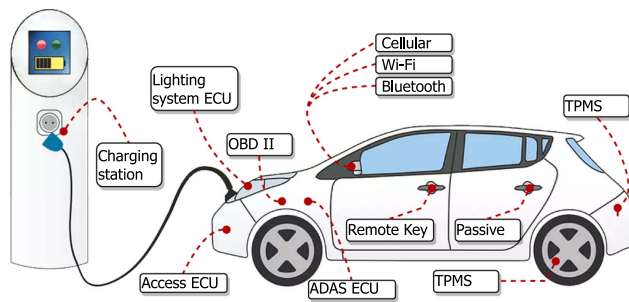 Cellular
Wi-Fi
Bluetooth
Lighting
system ECU
TPMS
OBD II
Charging
station
Remote Key
Passive
Access ECU
ADAS ECU
TPMS